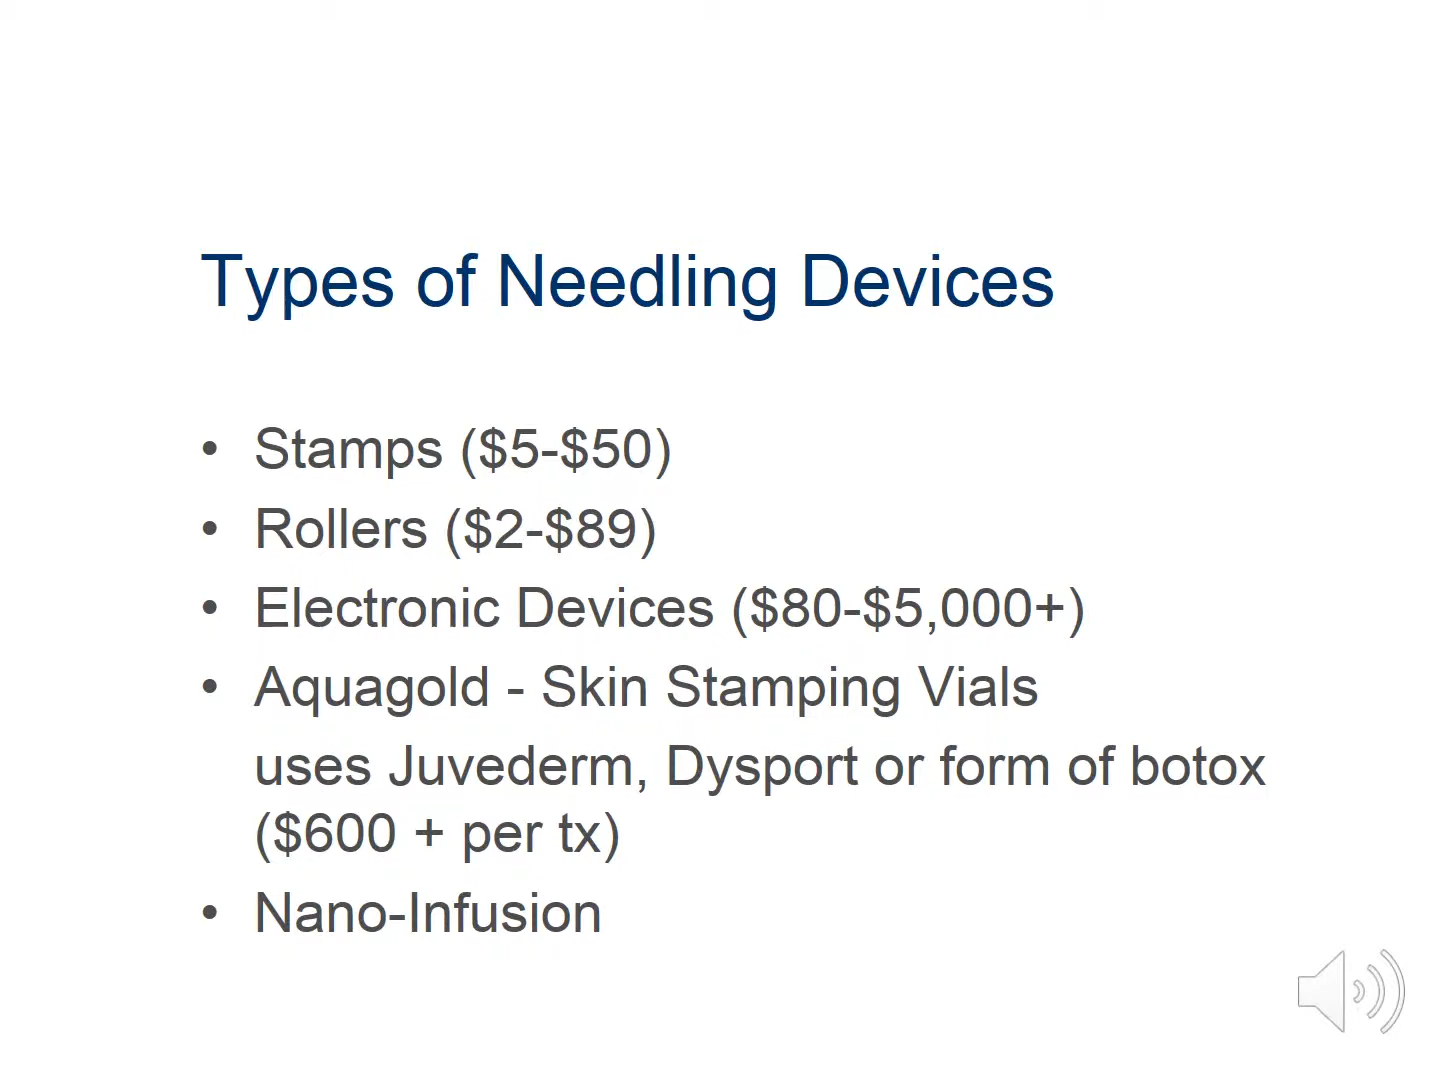 Types of Needling Devices
• Stamps ($5-$50)
• Rollers ($2-$89)
• Electronic Devices ($80-$5,000+)
• Aquagold - Skin Stamping Vials
uses Juvederm, Dysport or form of botox
($600 + per tx)
• Nano-Infusion